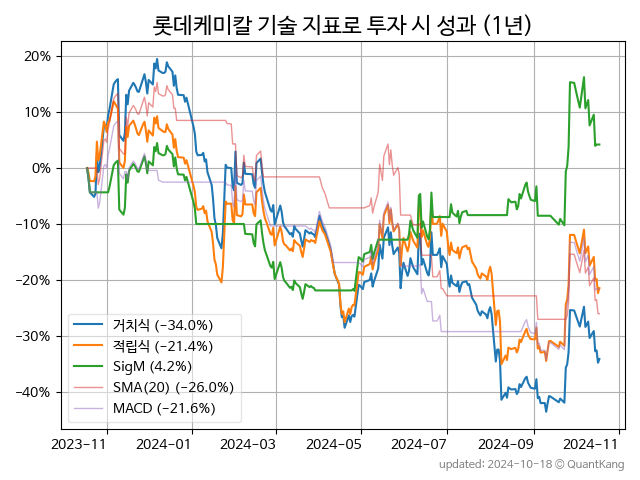 롯데케미칼 기술 지표로 투자 시 성과 (1년)
20%
10%
0%
−10%
−20%
−30%
−40%
거치식 (−34.0%)
적립식 (−21.4%)
SigM (4.2%)
SMA(20) (−26.0%)
MACD (−21.6%)
2023−11 2024−01 2024−03 2024−05 2024−07 2024−09 2024−11
updated: 2024-10-18 © QuantKang